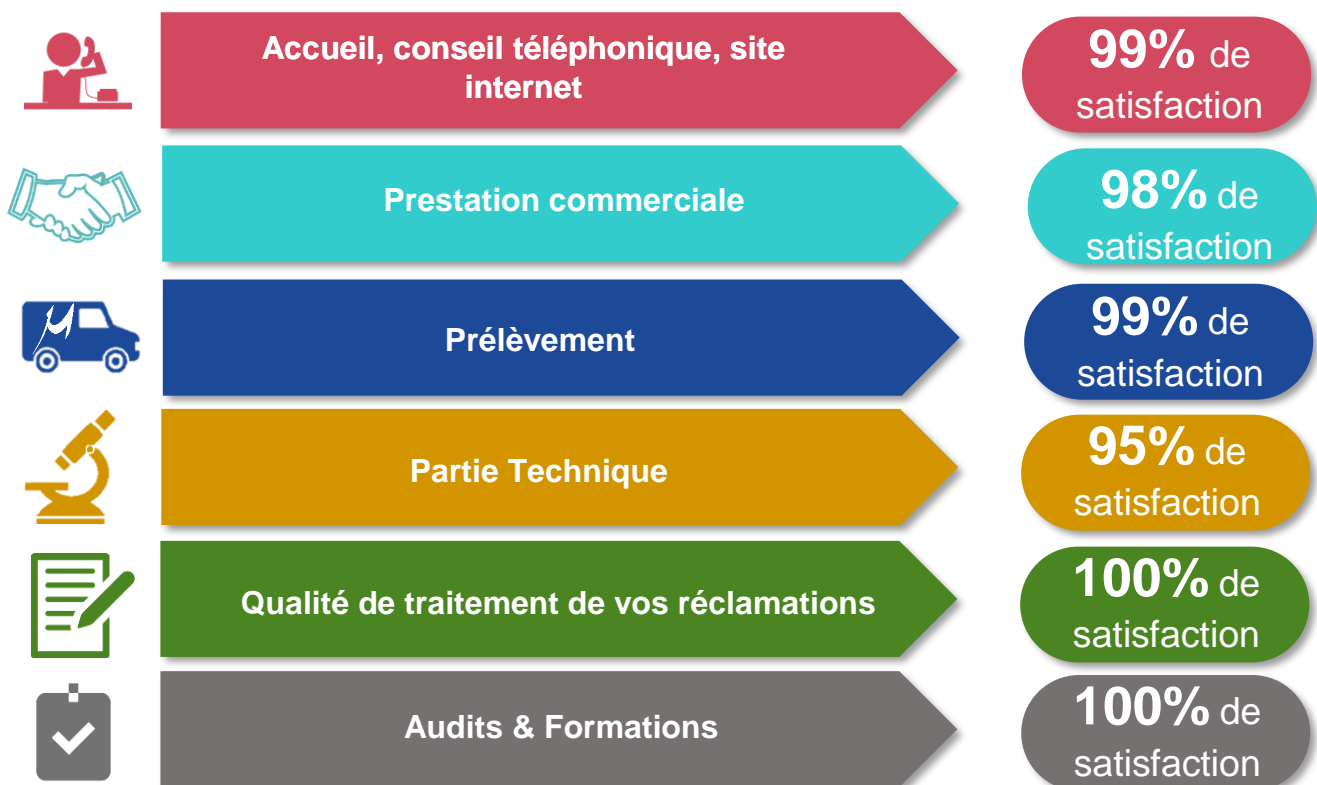 Accueil, conseil téléphonique, site
internet
99% de
satisfaction
Prestation commerciale
98% de
satisfaction
µ
Prélèvement
99% de
satisfaction
Partie Technique
95% de
satisfaction
Qualité de traitement de vos réclamations
100% de
satisfaction
Audits & Formations
100% de
satisfaction